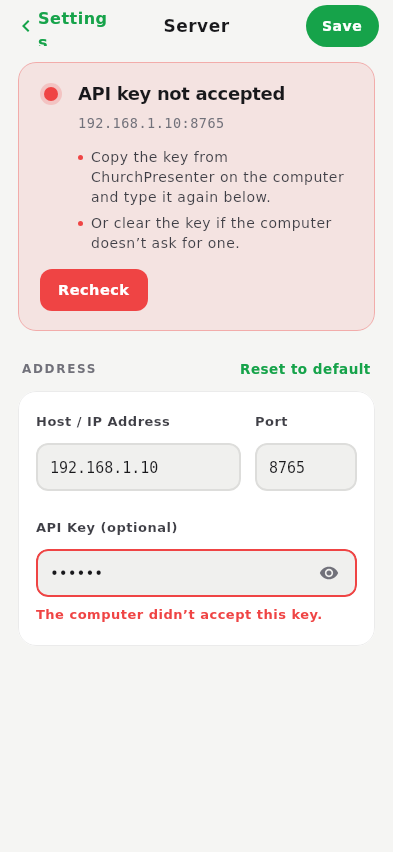 Setting
s
Server
Save
API key not accepted
192.168.1.10:8765
Copy the key from
ChurchPresenter on the computer
and type it again below.
Or clear the key if the computer
doesn’t ask for one.
Recheck
ADDRESS
Reset to default
Host / IP Address
Port
192.168.1.10
8765
API Key (optional)
••••••
The computer didn’t accept this key.